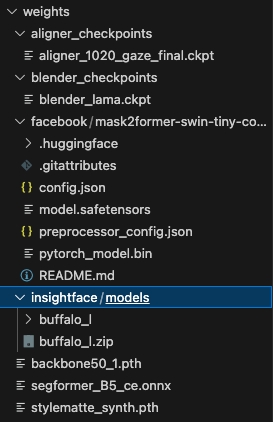 weights
aligner_checkpoints
aligner_1020_gaze_final.ckpt
blender_checkpoints
blender_lama.ckpt
facebook/mask2former-swin-tiny-co...
.huggingface
.gitattributes
config.json
model.safetensors
preprocessor_config.json
pytorch_model.bin
README.md
insightface/models
buffalo_l
buffalo_l.zip
backbone50_1.pth
segformer_B5_ce.onnx
stylematte_synth.pth